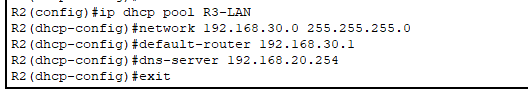 R2(config)#ip dhcp pool R3-LAN
R2(dhcp-config)#network 192.168.30.0 255.255.255.0
R2(dhcp-config)#default-router 192.168.30.1
R2(dhcp-config)#dns-server 192.168.20.254
R2(dhcp-config)#exit